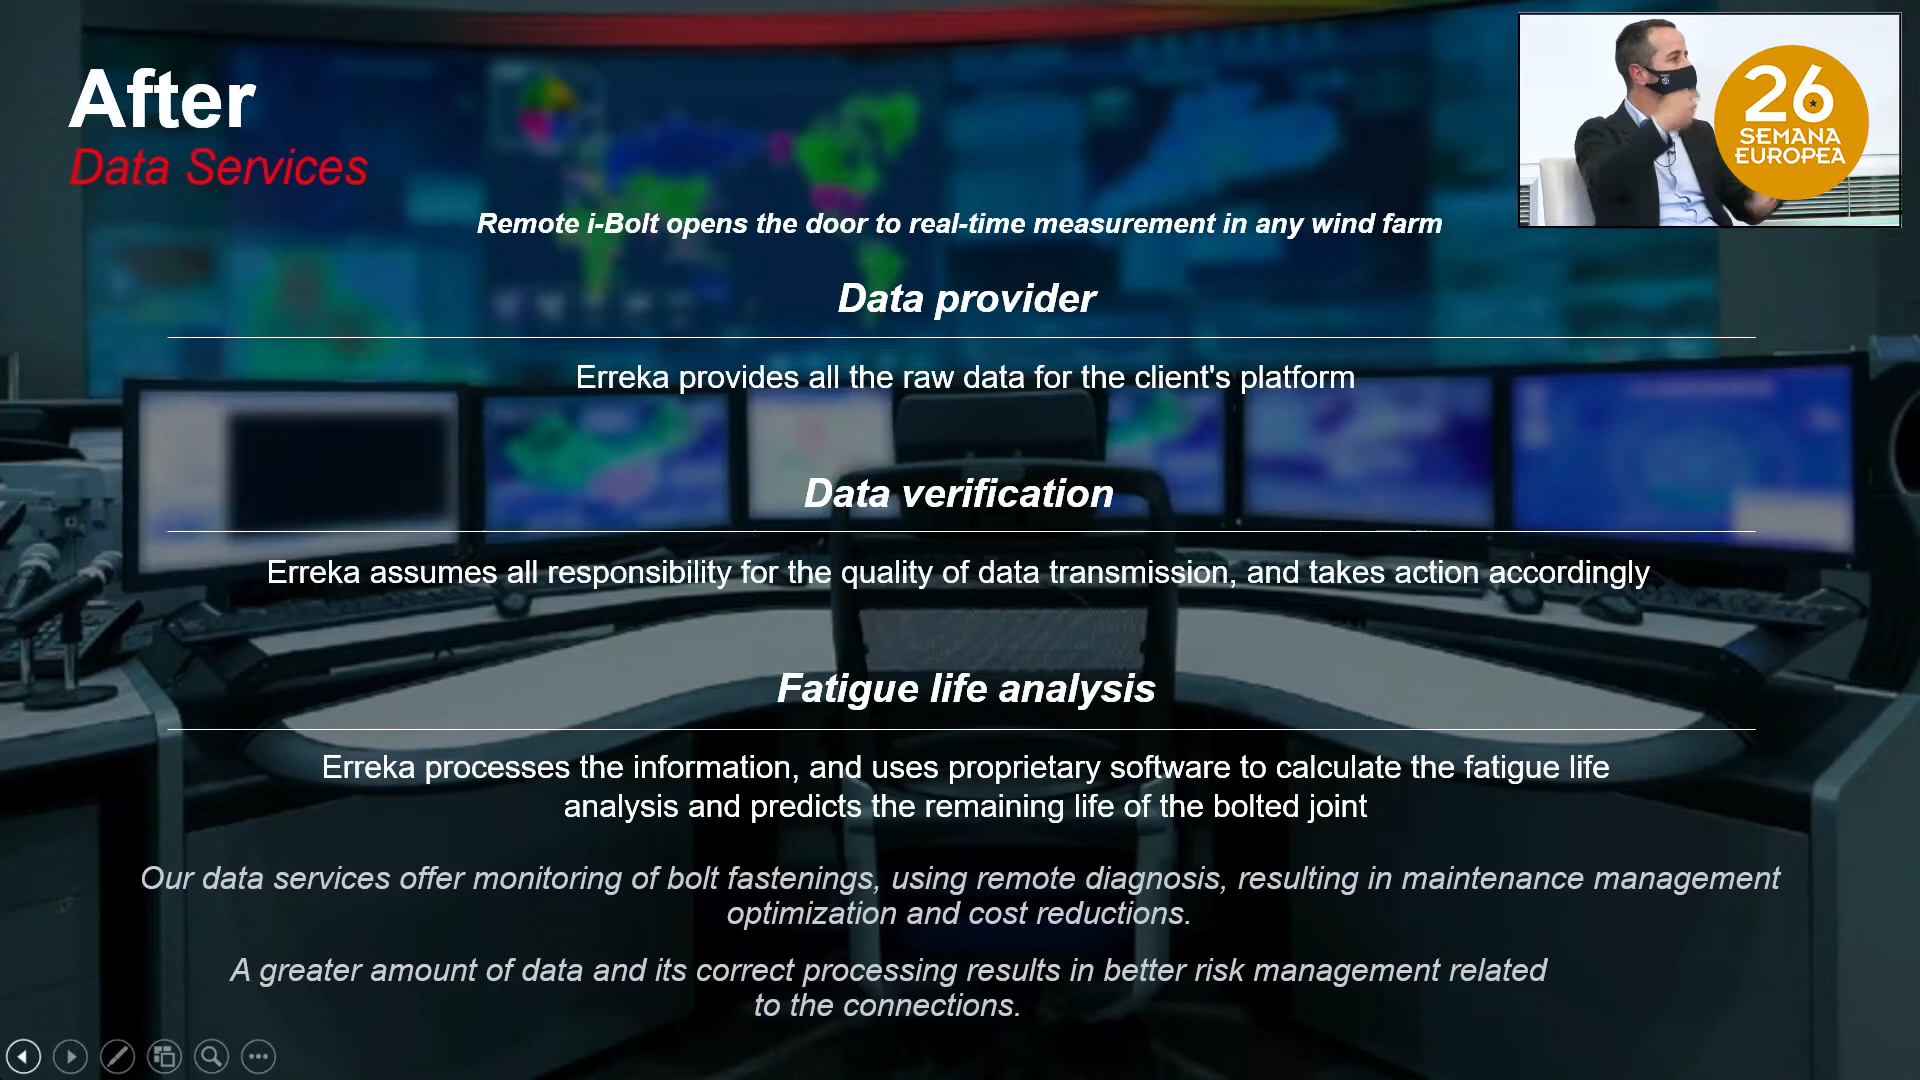 After
Data Services
26
SEMANA
EUROPEA
Remote i-Bolt opens the door to real-time measurement in any wind farm
Data provider
Erreka provides all the raw data for the client's platform
Data verification
Erreka assumes all responsibility for the quality of data transmission, and takes action accordingly
Fatigue life analysis
Erreka processes the information, and uses proprietary software to calculate the fatigue life
analysis and predicts the remaining life of the bolted joint
Our data services offer monitoring of bolt fastenings, using remote diagnosis, resulting in maintenance management
optimization and cost reductions.
A greater amount of data and its correct processing results in better risk management related
to the connections.